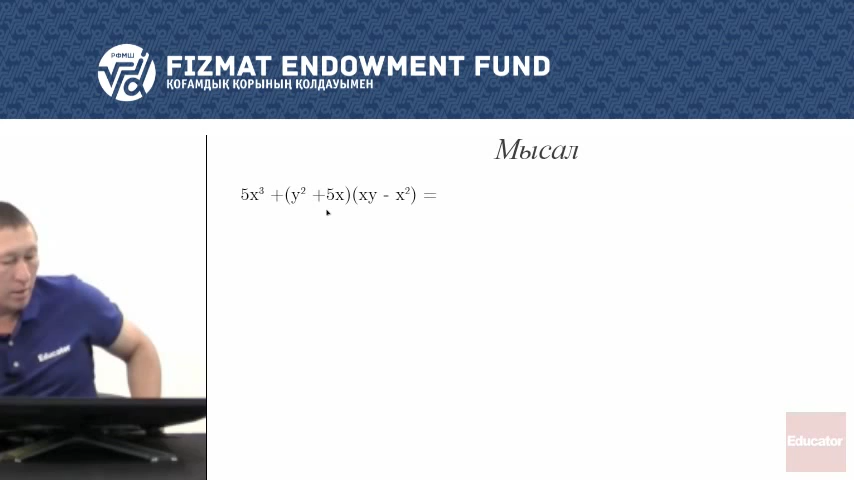 РФМШ
FIZMAT ENDOWMENT FUND
ҚОҒАМДЫҚ ҚОРЫНЫҢ ҚОЛДАУЫМЕН
Мысал
5x³ +(y² +5x)(xy - x²) =
Educator
Educator